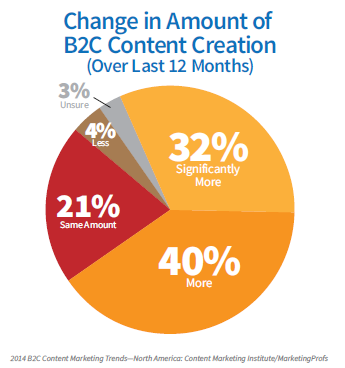 Change in Amount of
B2C Content Creation
(Over Last 12 Months)
3%
Unsure
4%
Less
32%
Significantly
More
21%
Same Amount
40%
More
2014 B2C Content Marketing Trends—North America: Content Marketing Institute/MarketingProfs